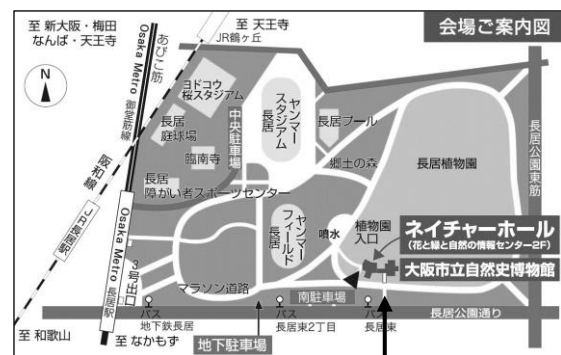 会場ご案内図
至 新大阪・梅田
なんば・天王寺
至 天王寺
JR鶴ヶ丘
あびこ筋
Osaka Metro 御堂筋線
N
阪和線
JR長居駅
Osaka Metro 長居駅
3号出口
至 和歌山
至 なかもず
ヨドコウ
桜スタジアム
長居
庭球場
臨南寺
長居
障がい者スポーツセンター
中央駐車場
ヤンマー
スタジアム
長居
長居プール
郷土の森
長居植物園
長居公園東筋
ヤンマー
フィールド
長居
噴水
植物園
入口
ネイチャーホール
(花と緑と自然の情報センター2F)
大阪市立自然史博物館
マラソン道路
南駐車場
バス
地下鉄長居
バス
長居東2丁目
バス
長居東
長居公園通り
地下駐車場